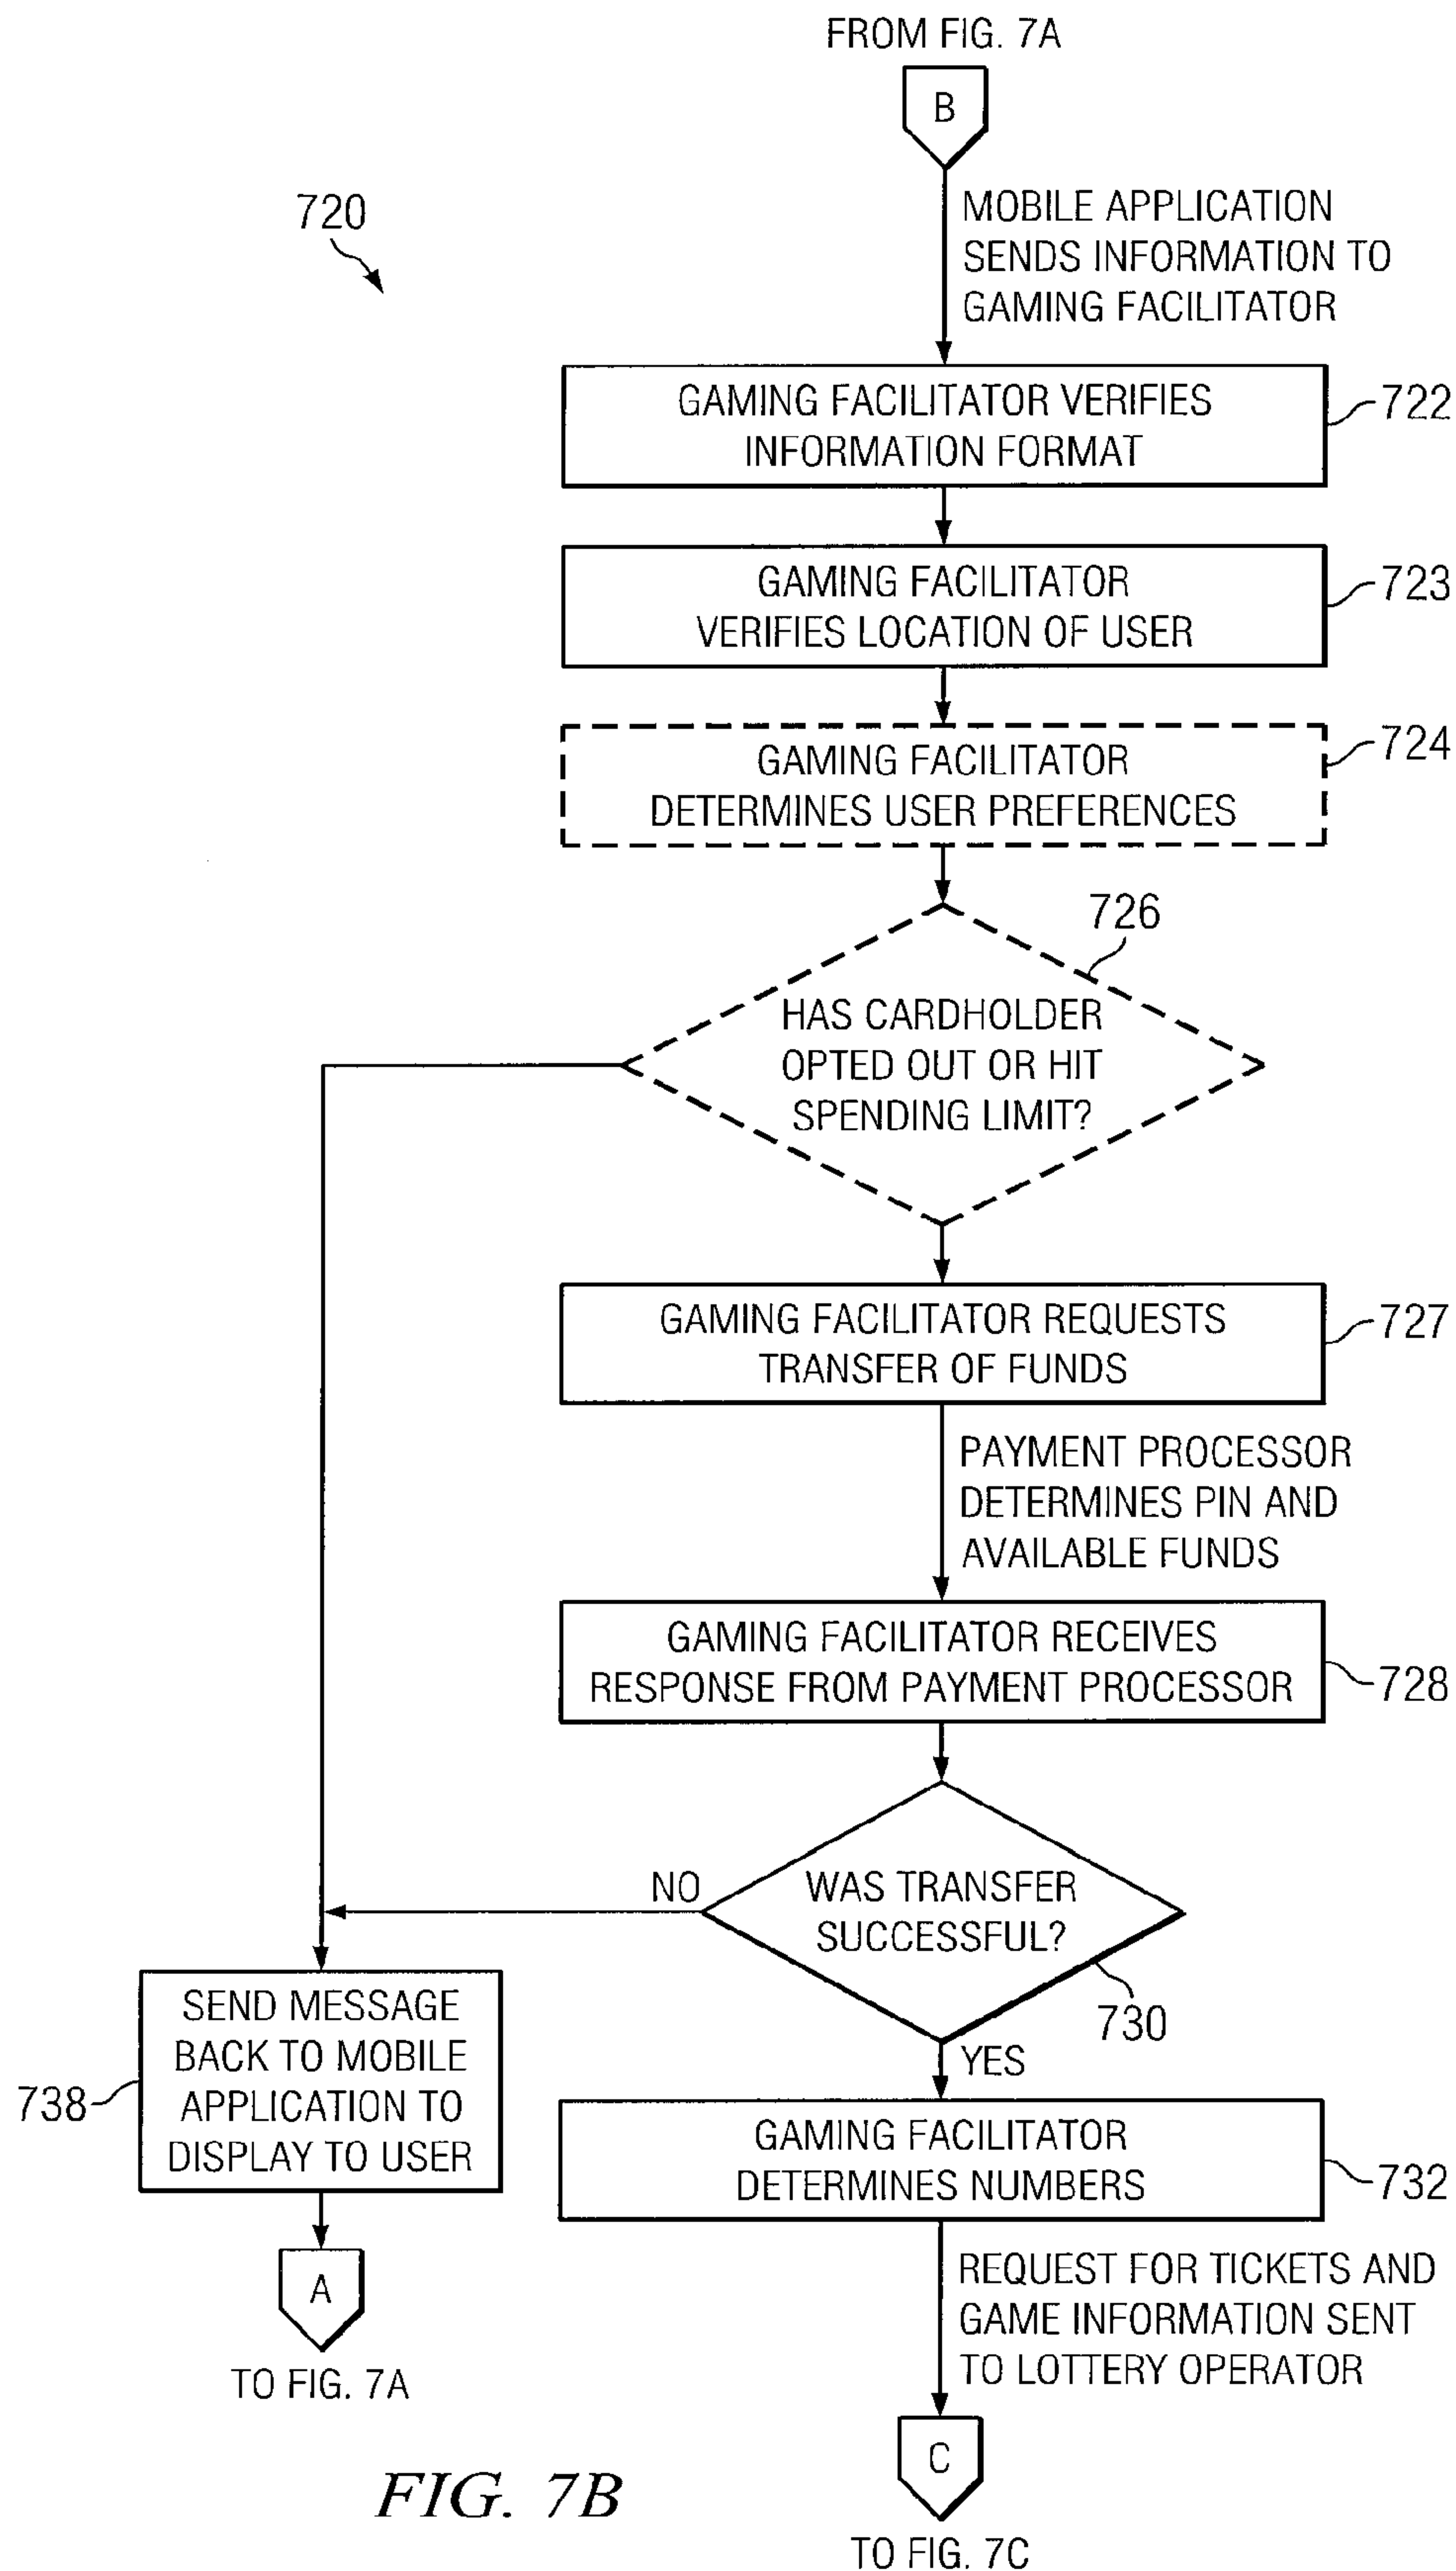 FROM FIG. 7A
B
720
MOBILE APPLICATION
SENDS INFORMATION TO
GAMING FACILITATOR
GAMING FACILITATOR VERIFIES
INFORMATION FORMAT
722
GAMING FACILITATOR
VERIFIES LOCATION OF USER
723
GAMING FACILITATOR
DETERMINES USER PREFERENCES
724
726
HAS CARDHOLDER
OPTED OUT OR HIT
SPENDING LIMIT?
GAMING FACILITATOR REQUESTS
TRANSFER OF FUNDS
727
PAYMENT PROCESSOR
DETERMINES PIN AND
AVAILABLE FUNDS
GAMING FACILITATOR RECEIVES
RESPONSE FROM PAYMENT PROCESSOR
728
NO
WAS TRANSFER
SUCCESSFUL?
730
YES
SEND MESSAGE
BACK TO MOBILE
APPLICATION TO
DISPLAY TO USER
738
GAMING FACILITATOR
DETERMINES NUMBERS
732
A
TO FIG. 7A
REQUEST FOR TICKETS AND
GAME INFORMATION SENT
TO LOTTERY OPERATOR
C
TO FIG. 7C
FIG. 7B